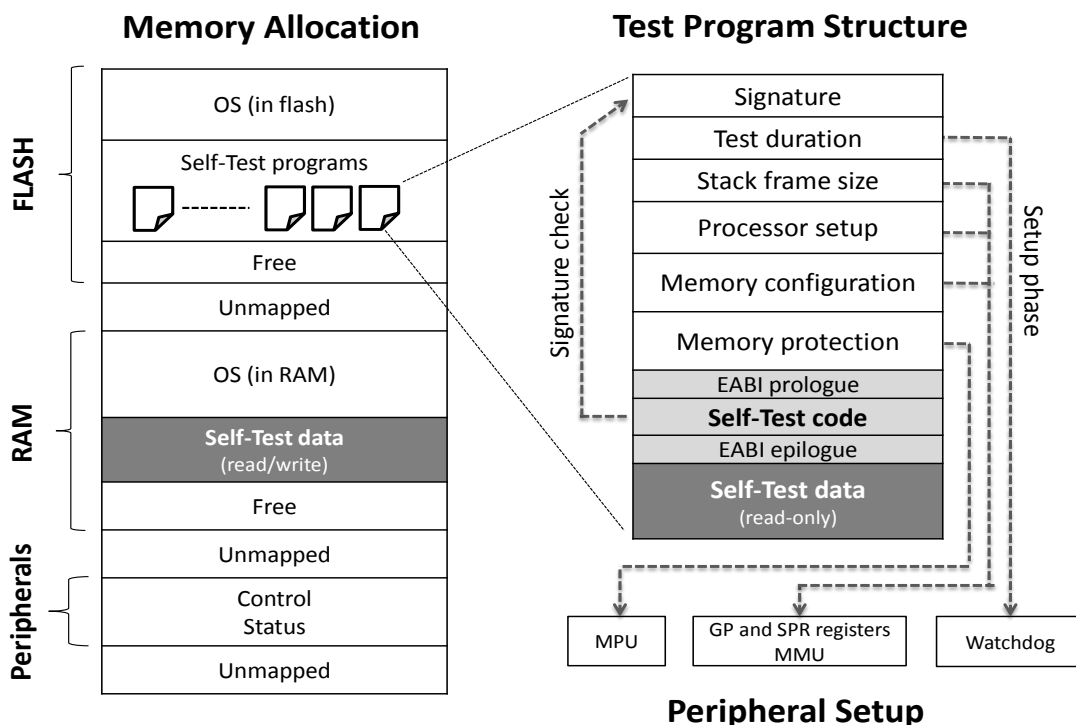 Memory Allocation
FLASH
OS (in flash)
Self-Test programs
Free
Unmapped
RAM
OS (in RAM)
Self-Test data
(read/write)
Free
Unmapped
Peripherals
Control
Status
Unmapped
Test Program Structure
Signature
Test duration
Stack frame size
Processor setup
Memory configuration
Memory protection
EABI prologue
Self-Test code
EABI epilogue
Self-Test data
(read-only)
Signature check
Setup phase
MPU
GP and SPR registers
MMU
Watchdog
Peripheral Setup